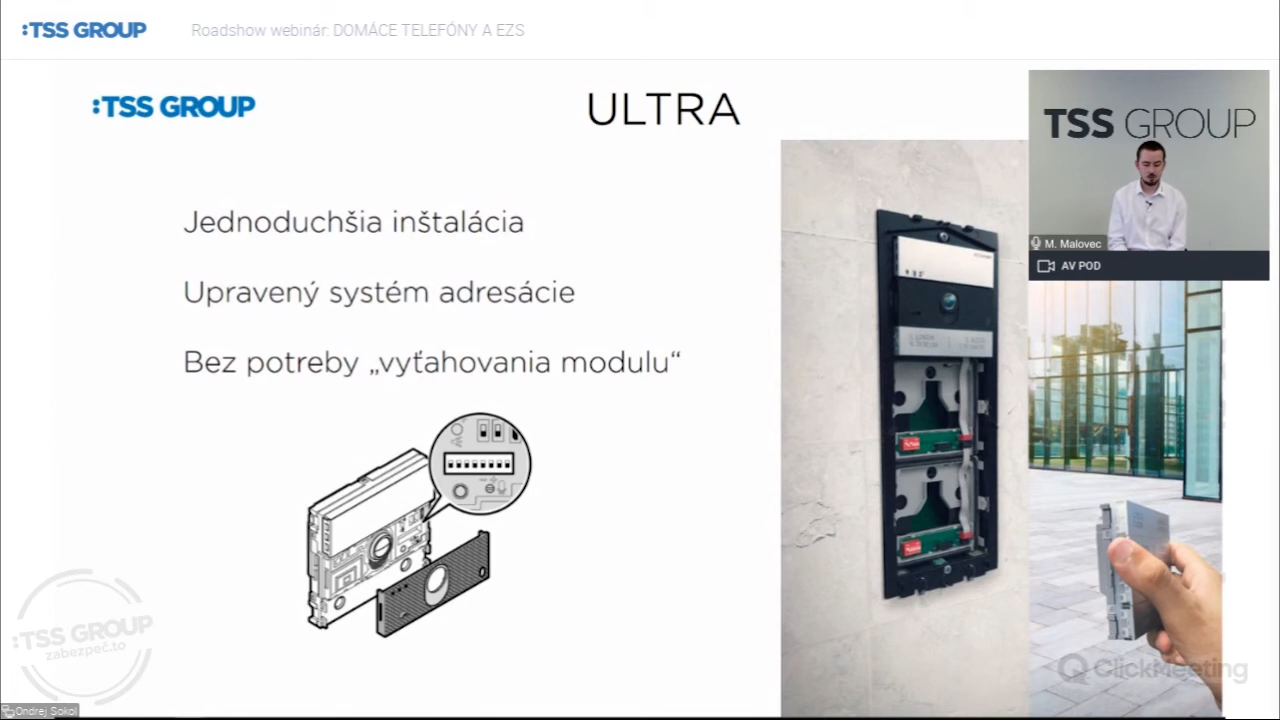 :TSS GROUP
Roadshow webinár: DOMÁCE TELEFÓNY A EZS
:TSS GROUP
ULTRA
TSS GROUP
M. Malovec
AV POD
Jednoduchšia inštalácia
Upravený systém adresácie
Bez potreby „vyťahovania modulu“
:TSS GROUP
zabezpeč.to
ClickMeeting
Ondrej Sokol